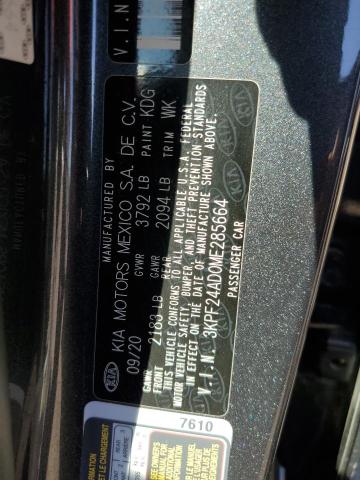 V.I.N
KIA MOTORS MEXICO S.A. DE C.V.
MANUFACTURED BY
09/20 GVWR 3792 LB PAINT KDG
GAWR FRONT 2183 LB GAWR REAR 2094 LB TRIM WK
THIS VEHICLE CONFORMS TO ALL APPLICABLE U.S.A. FEDERAL
MOTOR VEHICLE SAFETY, BUMPER, AND THEFT PREVENTION STANDARDS
IN EFFECT ON THE DATE OF MANUFACTURE SHOWN ABOVE.
V.I.N. 3KPF24AD0ME285664
PASSENGER CAR
KIA
7610